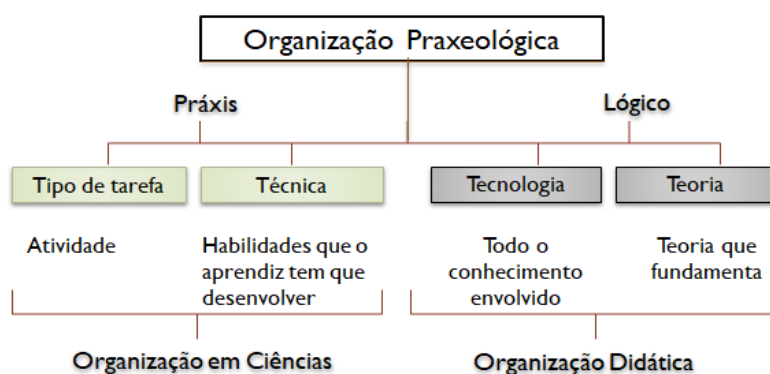 Organização Praxeológica
Práxis
Lógico
Tipo de tarefa
Técnica
Tecnologia
Teoria
Atividade
Habilidades que o
aprendiz tem que
desenvolver
Todo o
conhecimento
envolvido
Teoria que
fundamenta
Organização em Ciências
Organização Didática